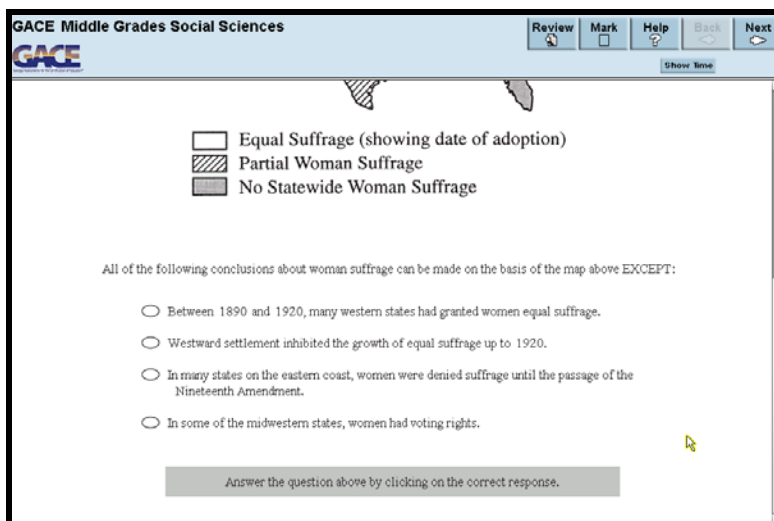 GACE Middle Grades Social Sciences
Review Mark Help Back Next
GACE
Show Time
Equal Suffrage (showing date of adoption)
Partial Woman Suffrage
No Statewide Woman Suffrage
All of the following conclusions about woman suffrage can be made on the basis of the map above EXCEPT:
Between 1890 and 1920, many western states had granted women equal suffrage.
Westward settlement inhibited the growth of equal suffrage up to 1920.
In many states on the eastern coast, women were denied suffrage until the passage of the
Nineteenth Amendment.
In some of the midwestern states, women had voting rights.
Answer the question above by clicking on the correct response.